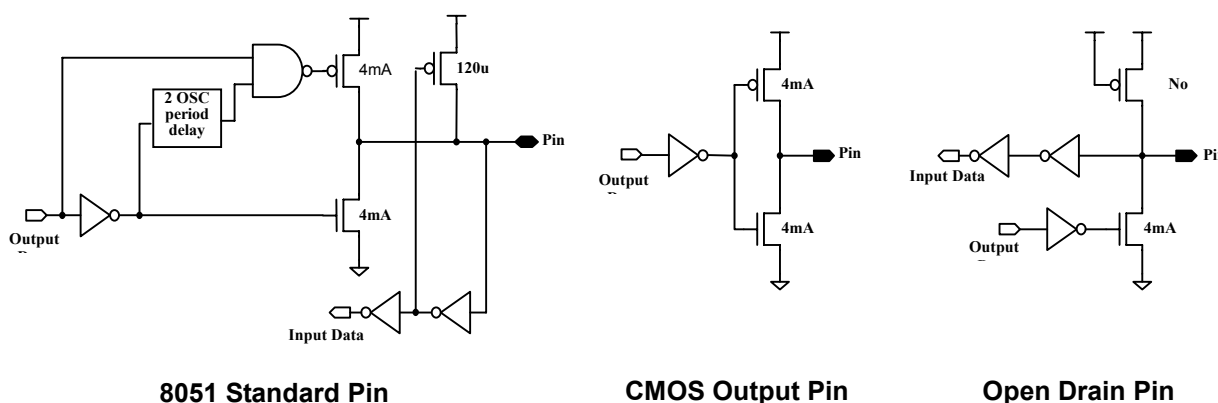 4mA
120u
2 OSC
period
delay
Pin
4mA
Output
Input Data
8051 Standard Pin
4mA
Pin
Output
4mA
CMOS Output Pin
No
Input Data
Pi
Output
4mA
Open Drain Pin